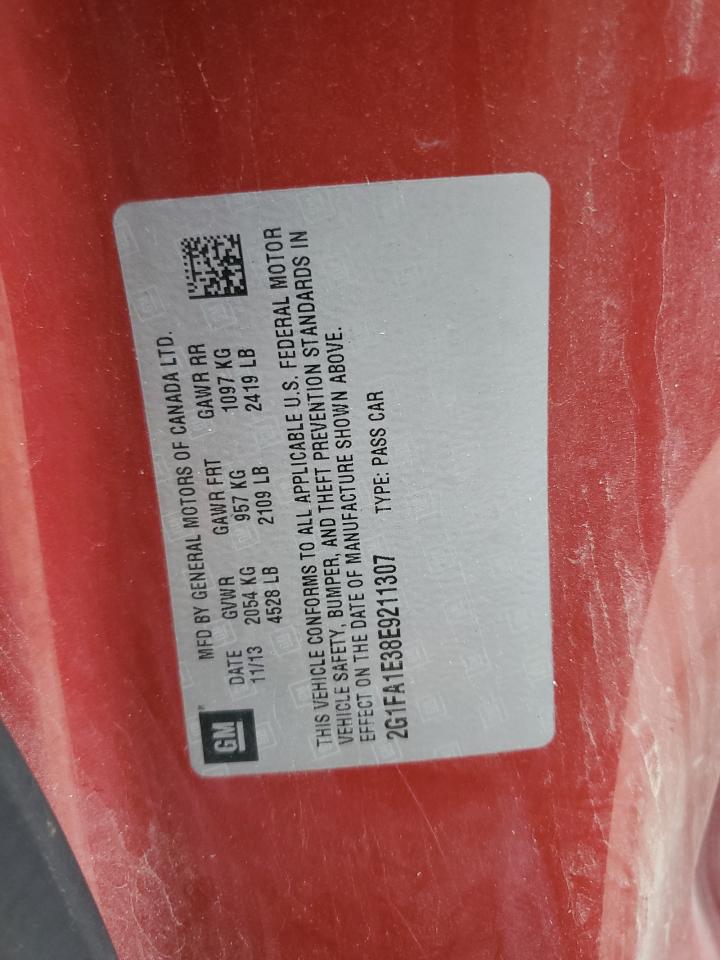 GM
MFD BY GENERAL MOTORS OF CANADA LTD.
DATE GVWR GAWR FRT GAWR RR
11/13 2054 KG 957 KG 1097 KG
4528 LB 2109 LB 2419 LB
THIS VEHICLE CONFORMS TO ALL APPLICABLE U.S. FEDERAL MOTOR
VEHICLE SAFETY, BUMPER, AND THEFT PREVENTION STANDARDS IN
EFFECT ON THE DATE OF MANUFACTURE SHOWN ABOVE.
2G1FA1E38E9211307 TYPE: PASS CAR